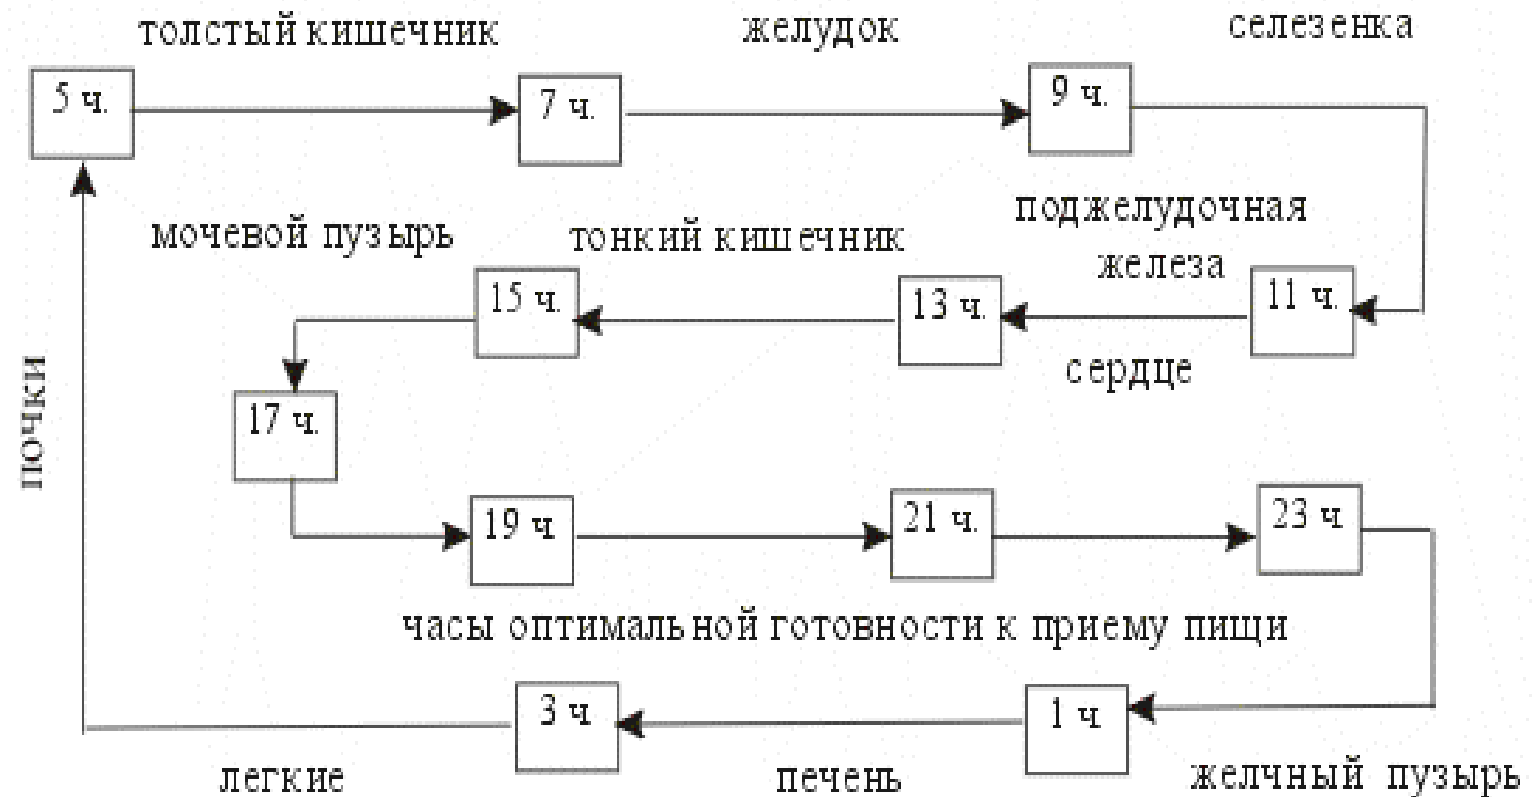 толстый кишечник
желудок
селезенка
5 ч.
7 ч.
9 ч.
мочевой пузырь
тонкий кишечник
поджелудочная
железа
15 ч.
13 ч.
11 ч.
сердце
почки
17 ч.
19 ч
21 ч.
23 ч
часы оптимальной готовности к приему пищи
3 ч
1 ч
легкие
печень
желчный пузырь